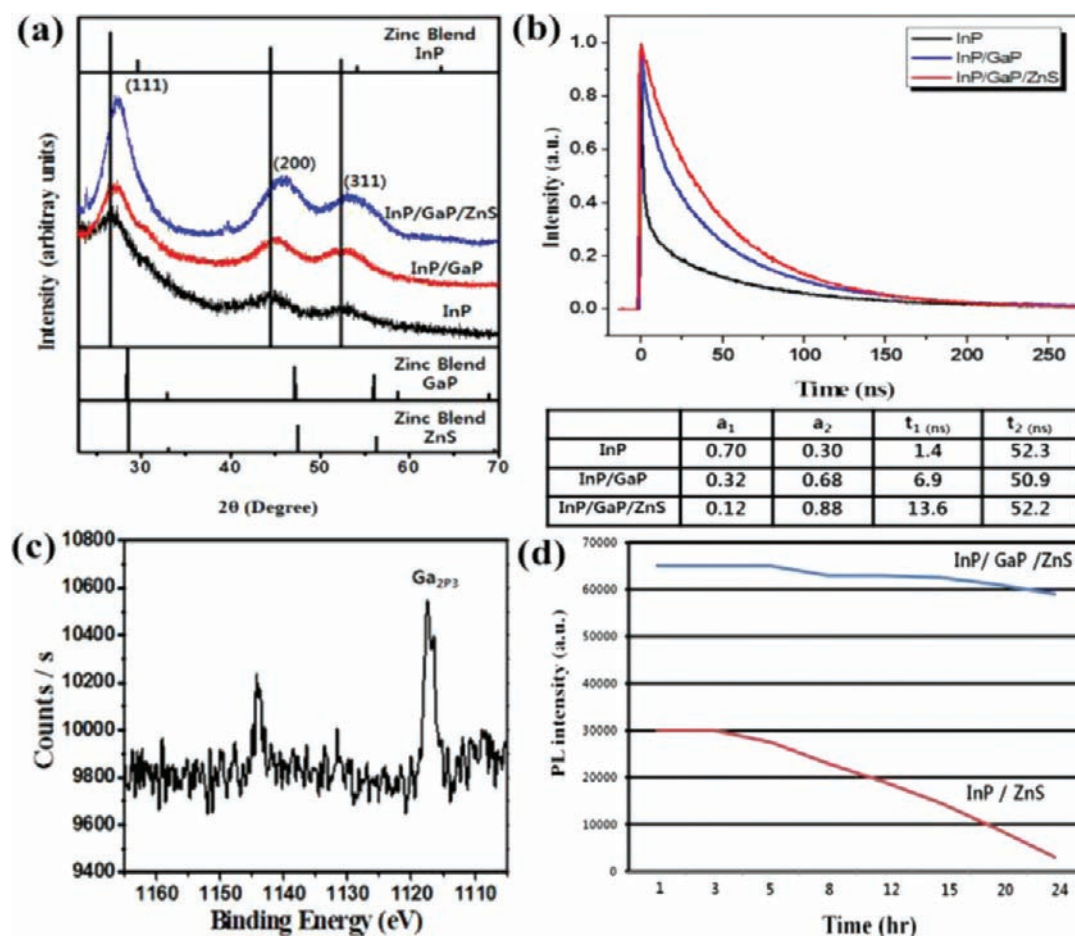 (a)
Zinc Blend
InP
(111)
(200)
(311)
InP/GaP/ZnS
InP/GaP
InP
Zinc Blend
GaP
Zinc Blend
ZnS
Intensity (arbitray units)
30 40 50 60 70
2θ (Degree)
(b)
InP
InP/GaP
InP/GaP/ZnS
1.0
0.8
0.6
0.4
0.2
0.0
Intensity (a.u.)
0 50 100 150 200 250
Time (ns)
a1 a2 t1 (ns) t2 (ns)
InP 0.70 0.30 1.4 52.3
InP/GaP 0.32 0.68 6.9 50.9
InP/GaP/ZnS 0.12 0.88 13.6 52.2
(c)
Ga2P3
10800
10600
10400
10200
10000
9800
9600
9400
Counts / s
1160 1150 1140 1130 1120 1110
Binding Energy (eV)
(d)
70000
60000
50000
40000
30000
20000
10000
0
PL intensity (a.u.)
InP/ GaP /ZnS
InP / ZnS
1 3 5 8 12 15 20 24
Time (hr)